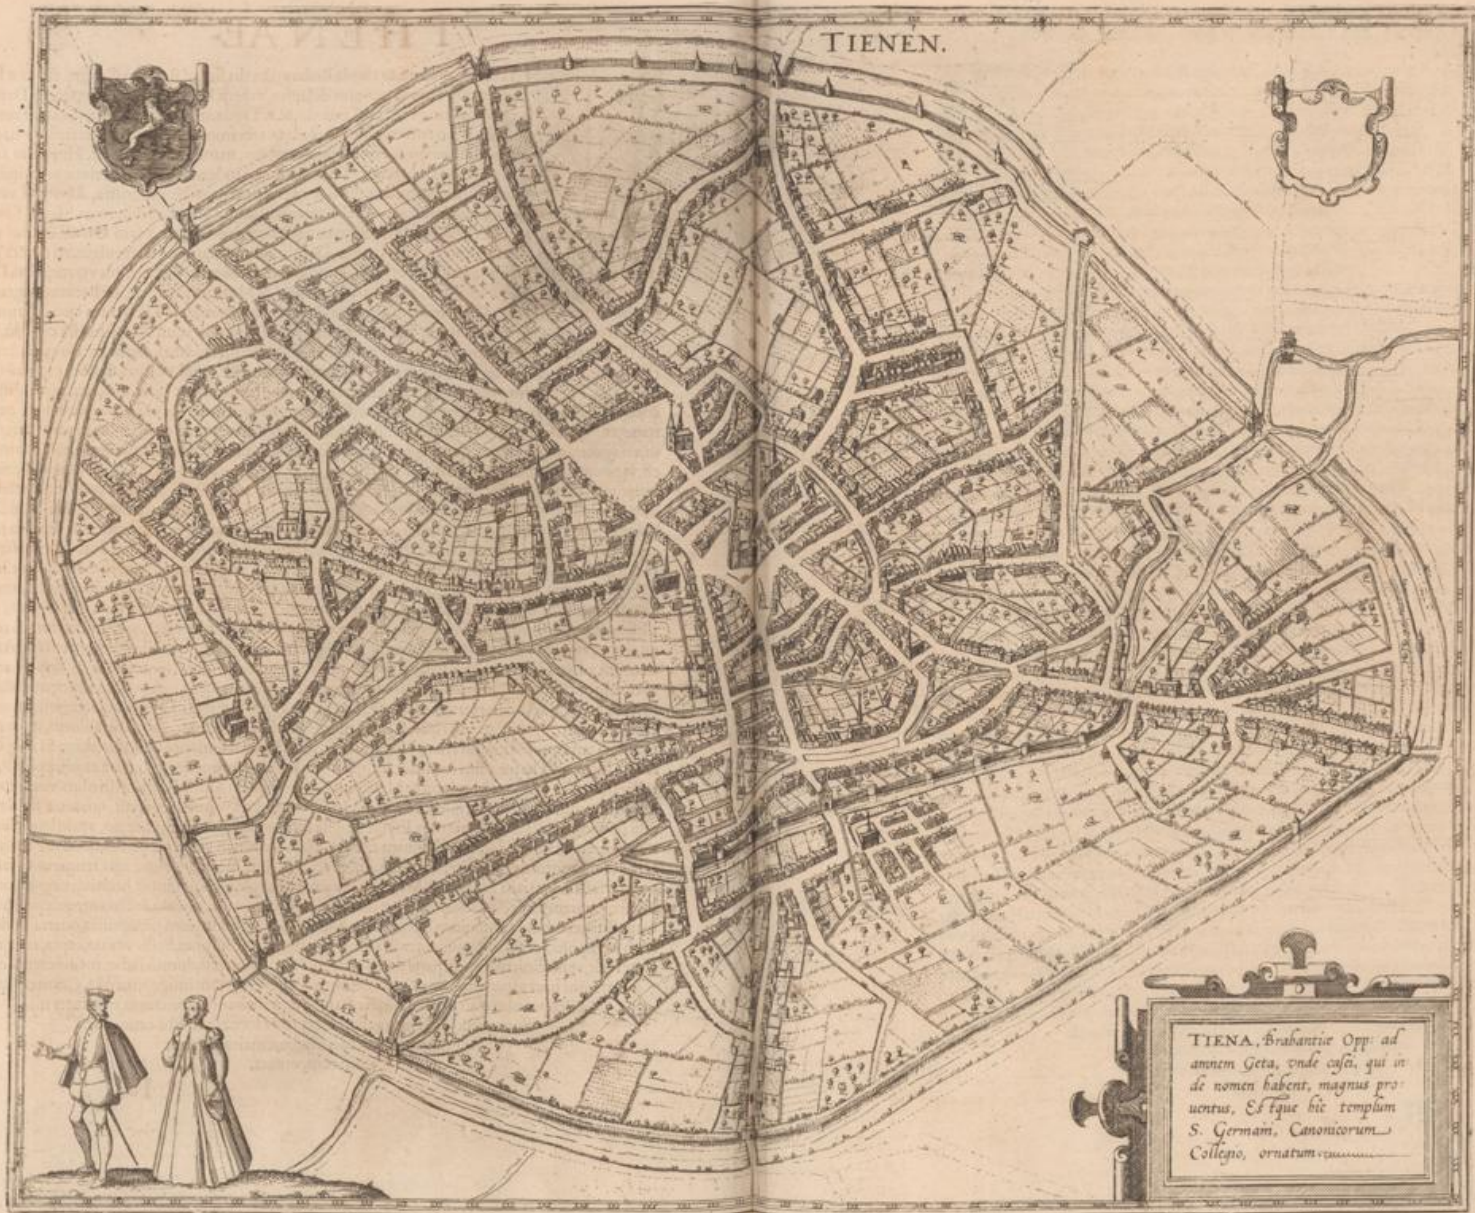 TIENEN.
TIENA, Brabantiæ Opp: ad
amnem Geta, vnde casei, qui in
de nomen habent, magnus pro
uentus, Estque hic templum
S. Germani, Canonicorum
Collegio, ornatum